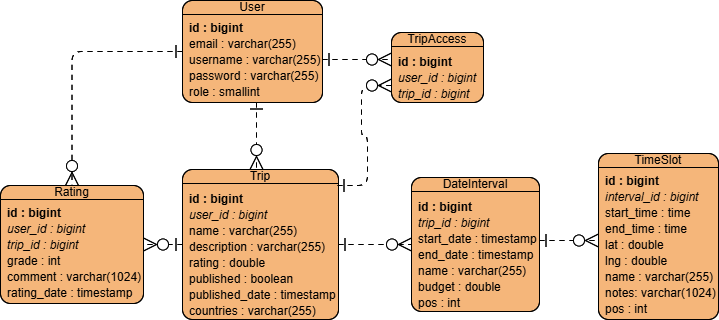 User
id : bigint
email : varchar(255)
username : varchar(255)
password : varchar(255)
role : smallint
TripAccess
id : bigint
user_id : bigint
trip_id : bigint
Rating
id : bigint
user_id : bigint
trip_id : bigint
grade : int
comment : varchar(1024)
rating_date : timestamp
Trip
id : bigint
user_id : bigint
name : varchar(255)
description : varchar(255)
rating : double
published : boolean
published_date : timestamp
countries : varchar(255)
DateInterval
id : bigint
trip_id : bigint
start_date : timestamp
end_date : timestamp
name : varchar(255)
budget : double
pos : int
TimeSlot
id : bigint
interval_id : bigint
start_time : time
end_time : time
lat : double
lng : double
name : varchar(255)
notes: varchar(1024)
pos : int